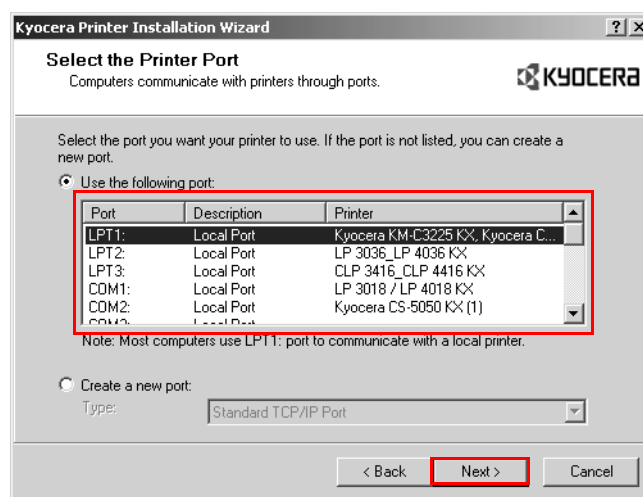 Kyocera Printer Installation Wizard
Select the Printer Port
Computers communicate with printers through ports.
KYOCERA
Select the port you want your printer to use. If the port is not listed, you can create a
new port.
Use the following port:
Port Description Printer
LPT1: Local Port Kyocera KM-C3225 KX, Kyocera C...
LPT2: Local Port LP 3036_LP 4036 KX
LPT3: Local Port CLP 3416_CLP 4416 KX
COM1: Local Port LP 3018 / LP 4018 KX
COM2: Local Port Kyocera CS-5050 KX (1)
Note: Most computers use LPT1: port to communicate with a local printer.
Create a new port:
Type: Standard TCP/IP Port
< Back Next > Cancel